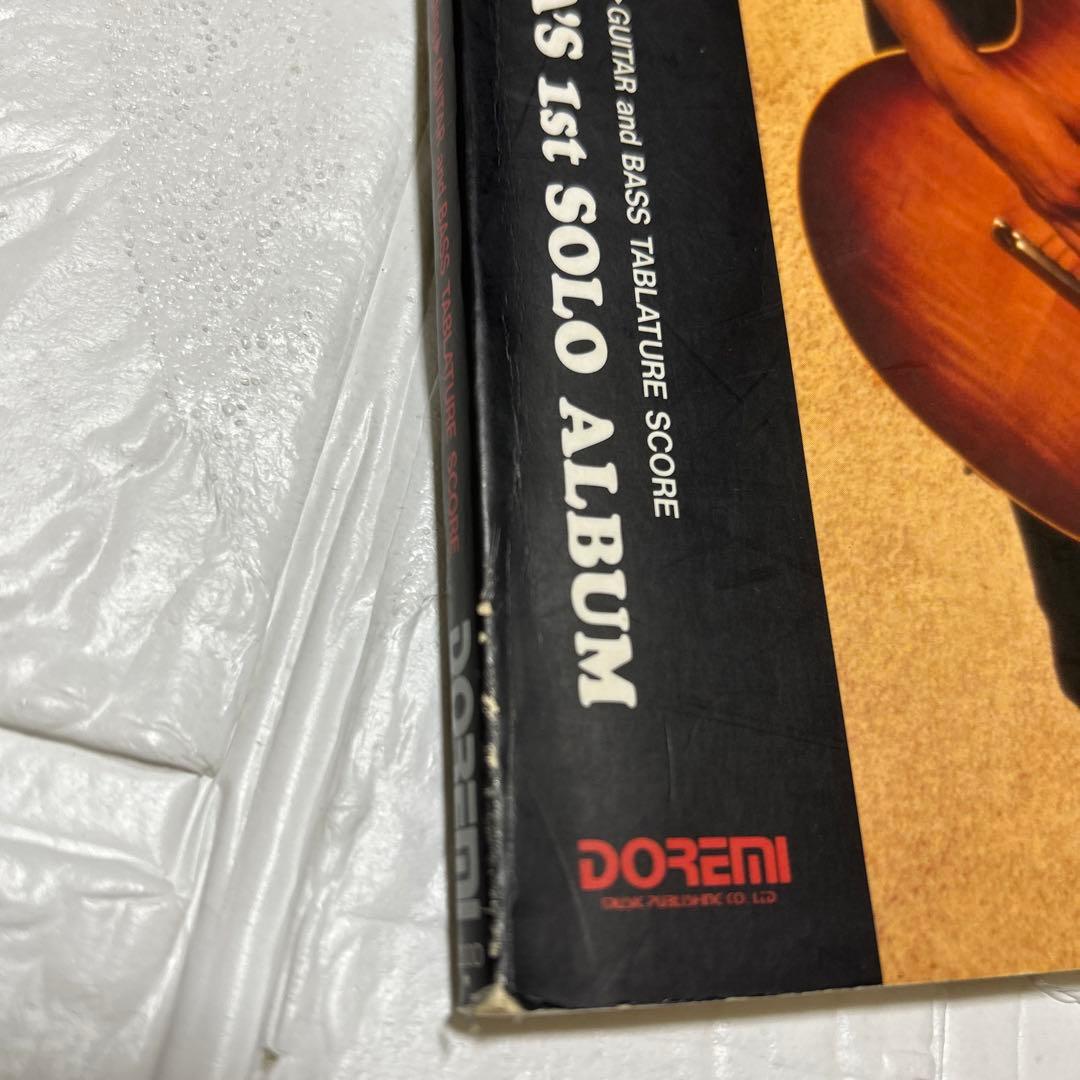 GUITAR and BASS TABLATURE SCORE
A'S 1st SOLO ALBUM
DOREMI
MUSIC PUBLISHING CO., LTD.
GUITAR and BASS TABLATURE SCORE
DOREMI